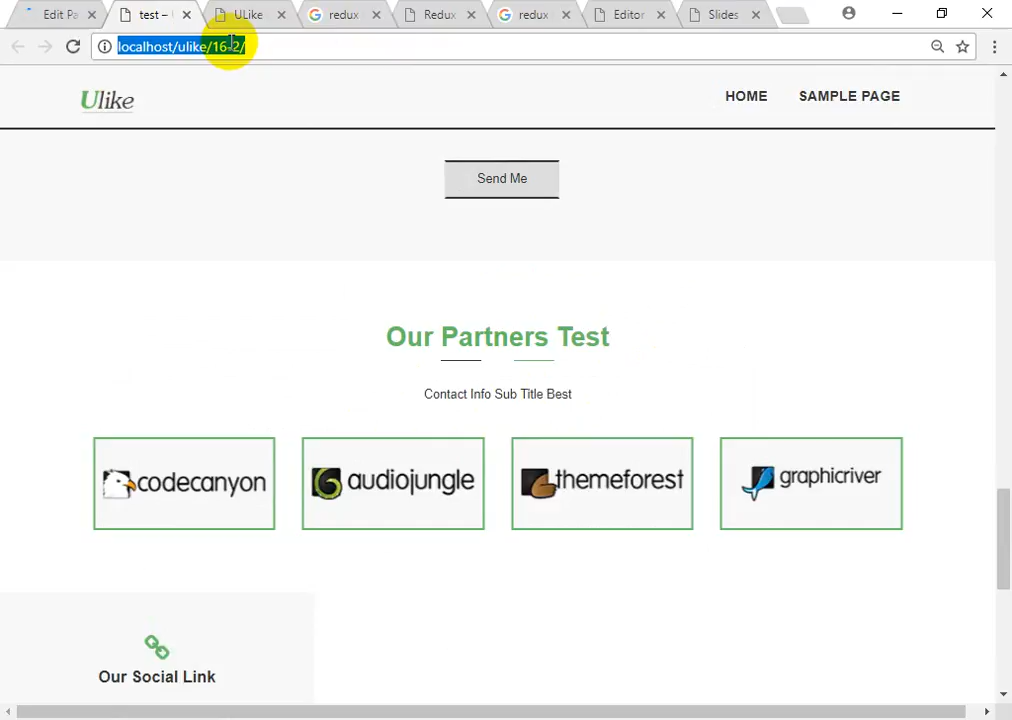 Edit Pa
test –
ULike
redux
Redux
redux
Editor
Slides
localhost/ulike/16-2/
Ulike
HOME
SAMPLE PAGE
Send Me
Our Partners Test
Contact Info Sub Title Best
codecanyon
audiojungle
themeforest
graphicriver
Our Social Link